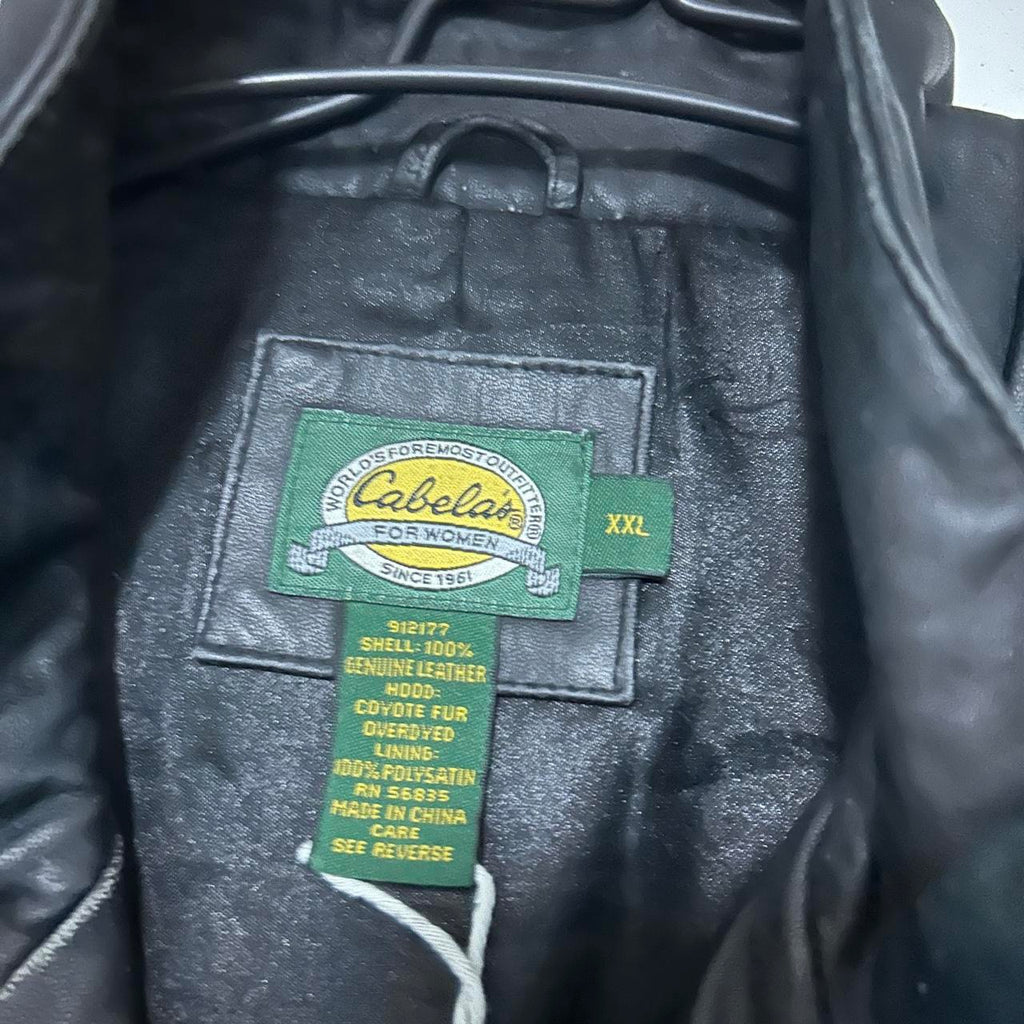 WORLD'S FOREMOST OUTFITTER®
Cabela's®
FOR WOMEN
SINCE 1961
XXL
912177
SHELL: 100%
GENUINE LEATHER
HOOD:
COYOTE FUR
OVERDYED
LINING:
100% POLYSATIN
RN 56835
MADE IN CHINA
CARE
SEE REVERSE